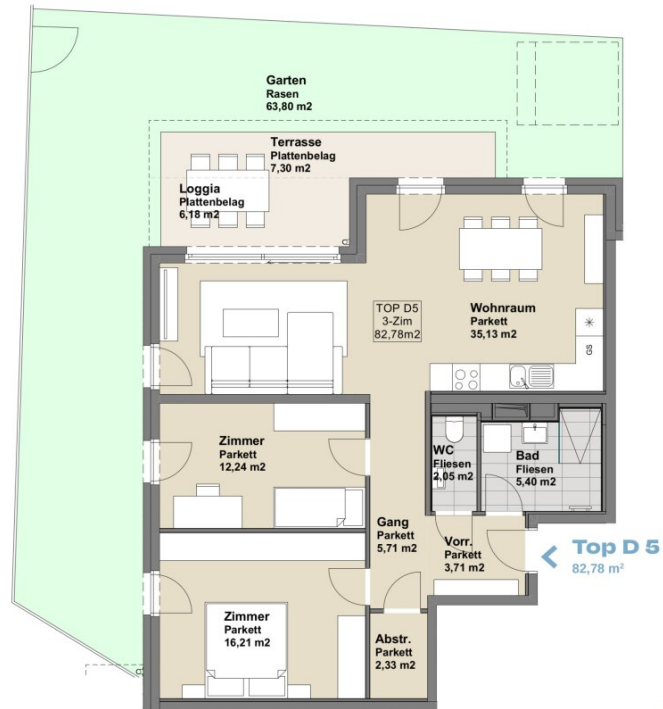 Garten
Rasen
63,80 m2
Terrasse
Plattenbelag
7,30 m2
Loggia
Plattenbelag
6,18 m2
TOP D5
3-Zim
82,78m2
Wohnraum
Parkett
35,13 m2
GS
Zimmer
Parkett
12,24 m2
WC
Fliesen
2,05 m2
Bad
Fliesen
5,40 m2
Gang
Parkett
5,71 m2
Vorr.
Parkett
3,71 m2
Top D 5
82,78 m²
Zimmer
Parkett
16,21 m2
Abstr.
Parkett
2,33 m2